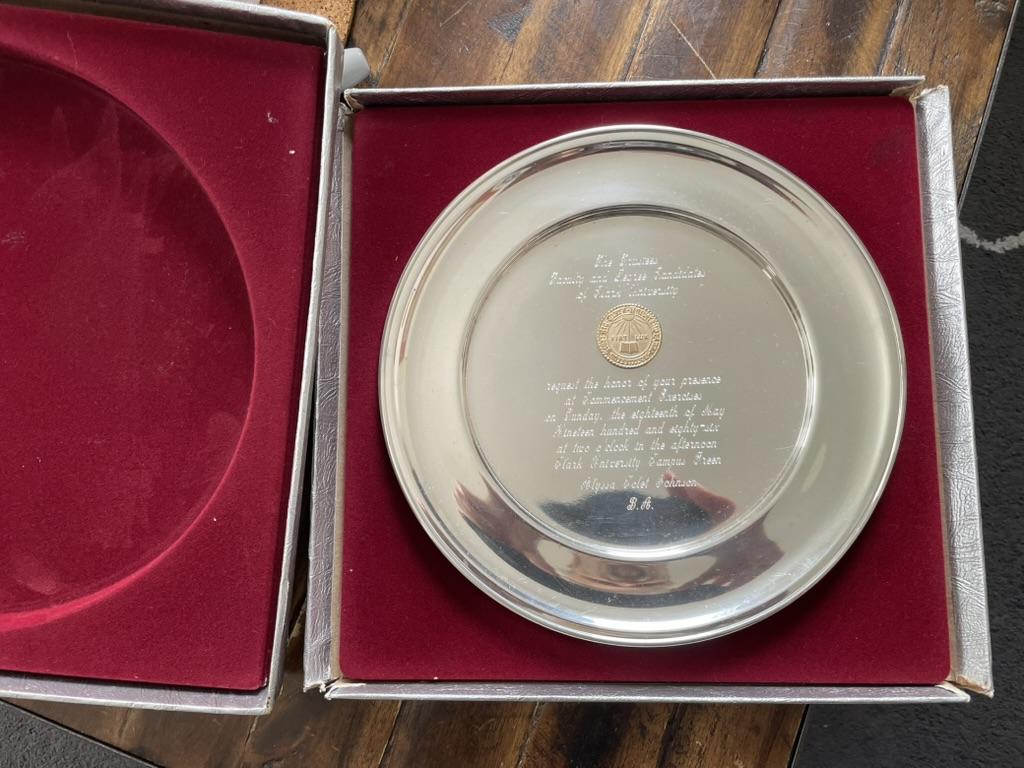 The Trustees
Faculty and Degree Candidates
of Clark University
FIAT LUX
request the honor of your presence
at Commencement Exercises
on Sunday, the eighteenth of May
Nineteen hundred and eighty-six
at two o'clock in the afternoon
Clark University Campus Green
Alyssa Johnson
B.A.